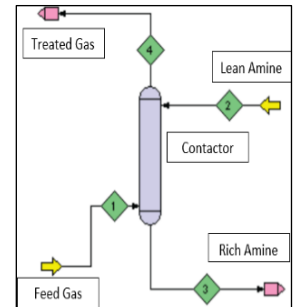 Treated Gas
4
Lean Amine
2
Contactor
1
Rich Amine
Feed Gas
3